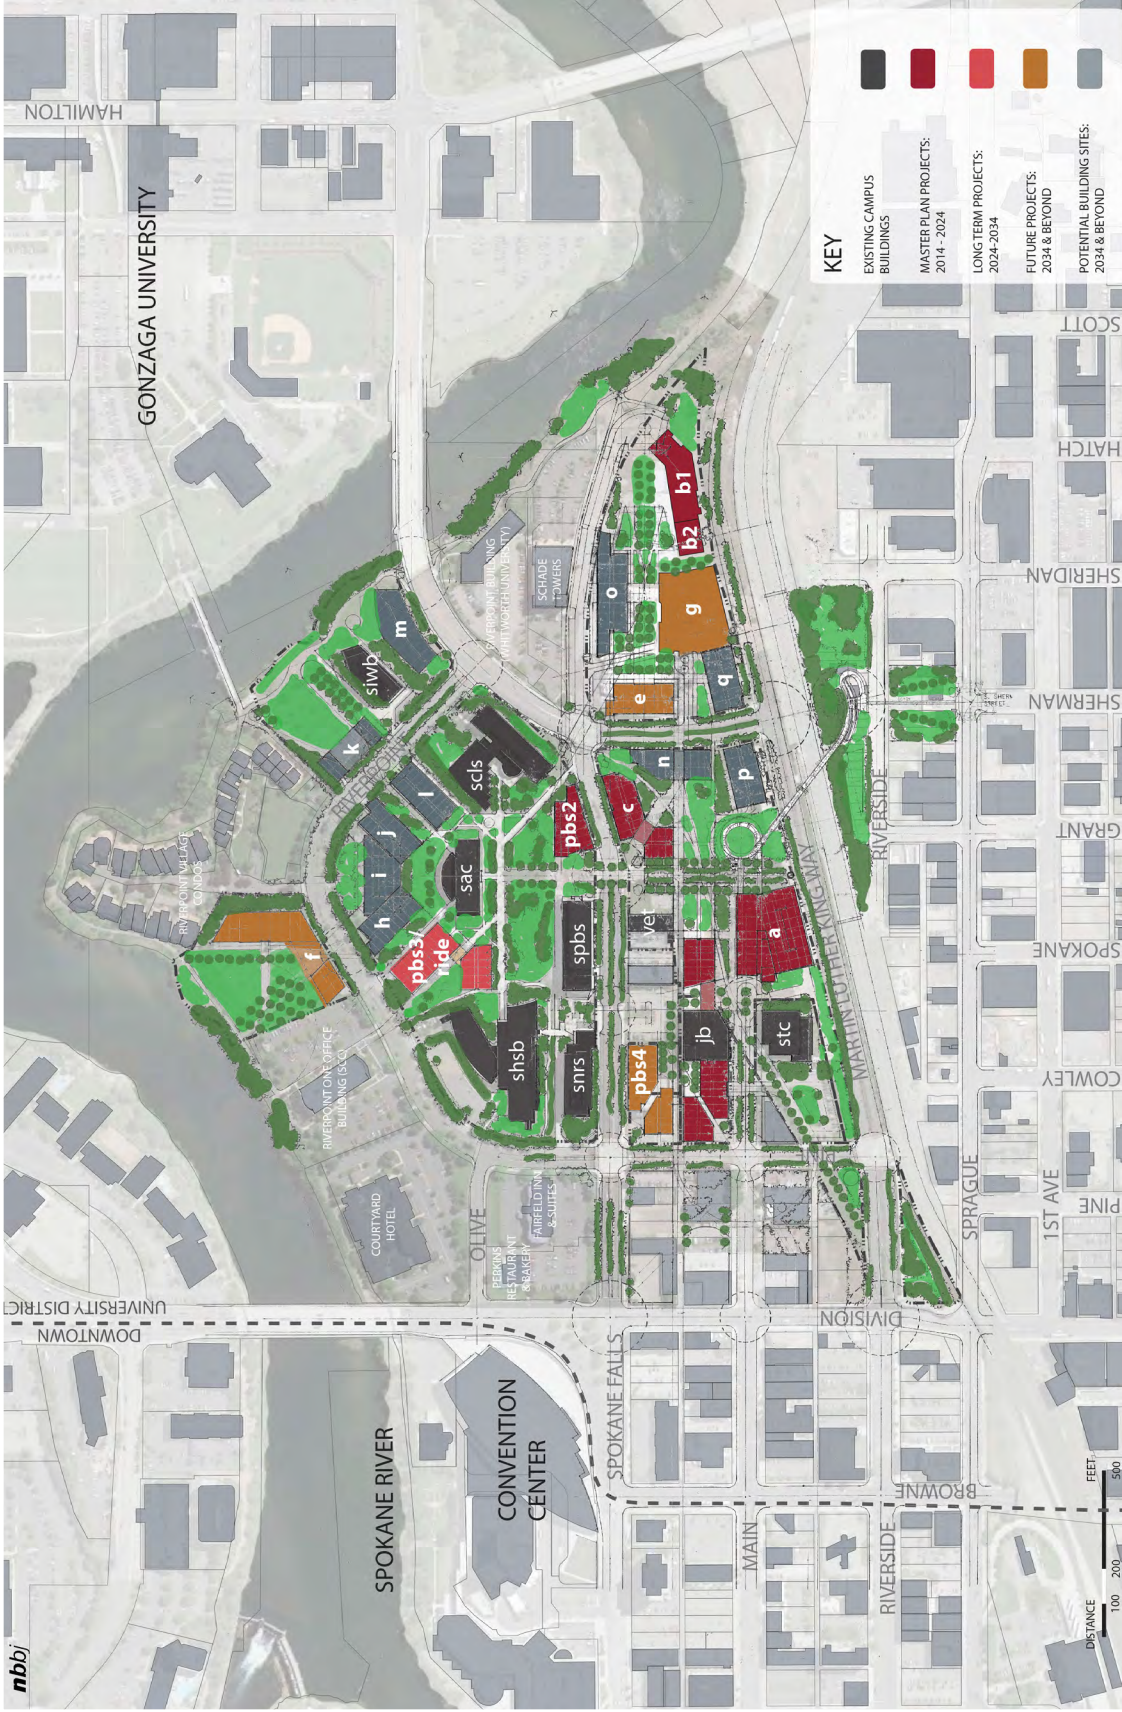 nbbj
HAMILTON
GONZAGA UNIVERSITY
KEY
EXISTING CAMPUS
BUILDINGS
MASTER PLAN PROJECTS:
2014 - 2024
LONG TERM PROJECTS:
2024-2034
FUTURE PROJECTS:
2034 & BEYOND
POTENTIAL BUILDING SITES:
2034 & BEYOND
UNIVERSITY DISTRICT
DOWNTOWN
SPOKANE RIVER
CONVENTION
CENTER
COURTYARD
HOTEL
OLIVE
PERKINS
RESTAURANT
& BAKERY
FAIRFELD INN
& SUITES
RIVERPOINT ONE OFFICE
BUILDING (SCC)
RIVERPOINT VILLAGE
CONDOS
RIVERPOINT
RIVERPOINT BUILDING
(WHITWORTH UNIVERSITY)
SCHADE
TOWERS
f
h
i
j
l
k
siwb
m
scls
sac
pbs3/
ride
shsb
snrs
spbs
pbs2
vet
c
n
p
e
o
g
q
b2
b1
pbs4
jb
stc
a
SPOKANE FALLS
MAIN
RIVERSIDE
BROWNE
DIVISION
MARTIN LUTHER KING WAY
RIVERSIDE
SPRAGUE
1ST AVE
PINE
COWLEY
SPOKANE
GRANT
SHERMAN
SHERIDAN
HATCH
SCOTT
DISTANCE
100
200
FEET
500